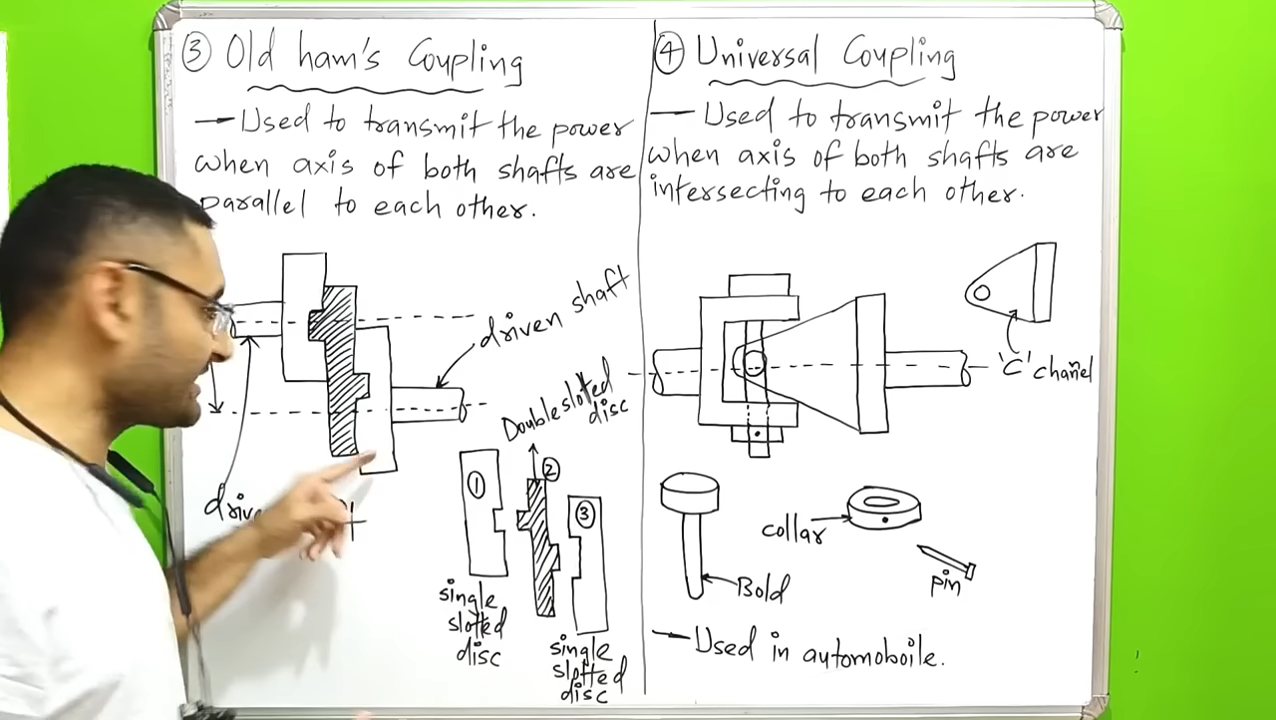 ③ Old ham's Coupling
→ Used to transmit the power
when axis of both shafts are
parallel to each other.
driven shaft
Double slotted
disc
①
②
③
single
slotted
disc
single
slotted
disc
④ Universal Coupling
→ Used to transmit the power
when axis of both shafts are
intersecting to each other.
'C' chanel
collar
Bold
pin
→ Used in automoboile.